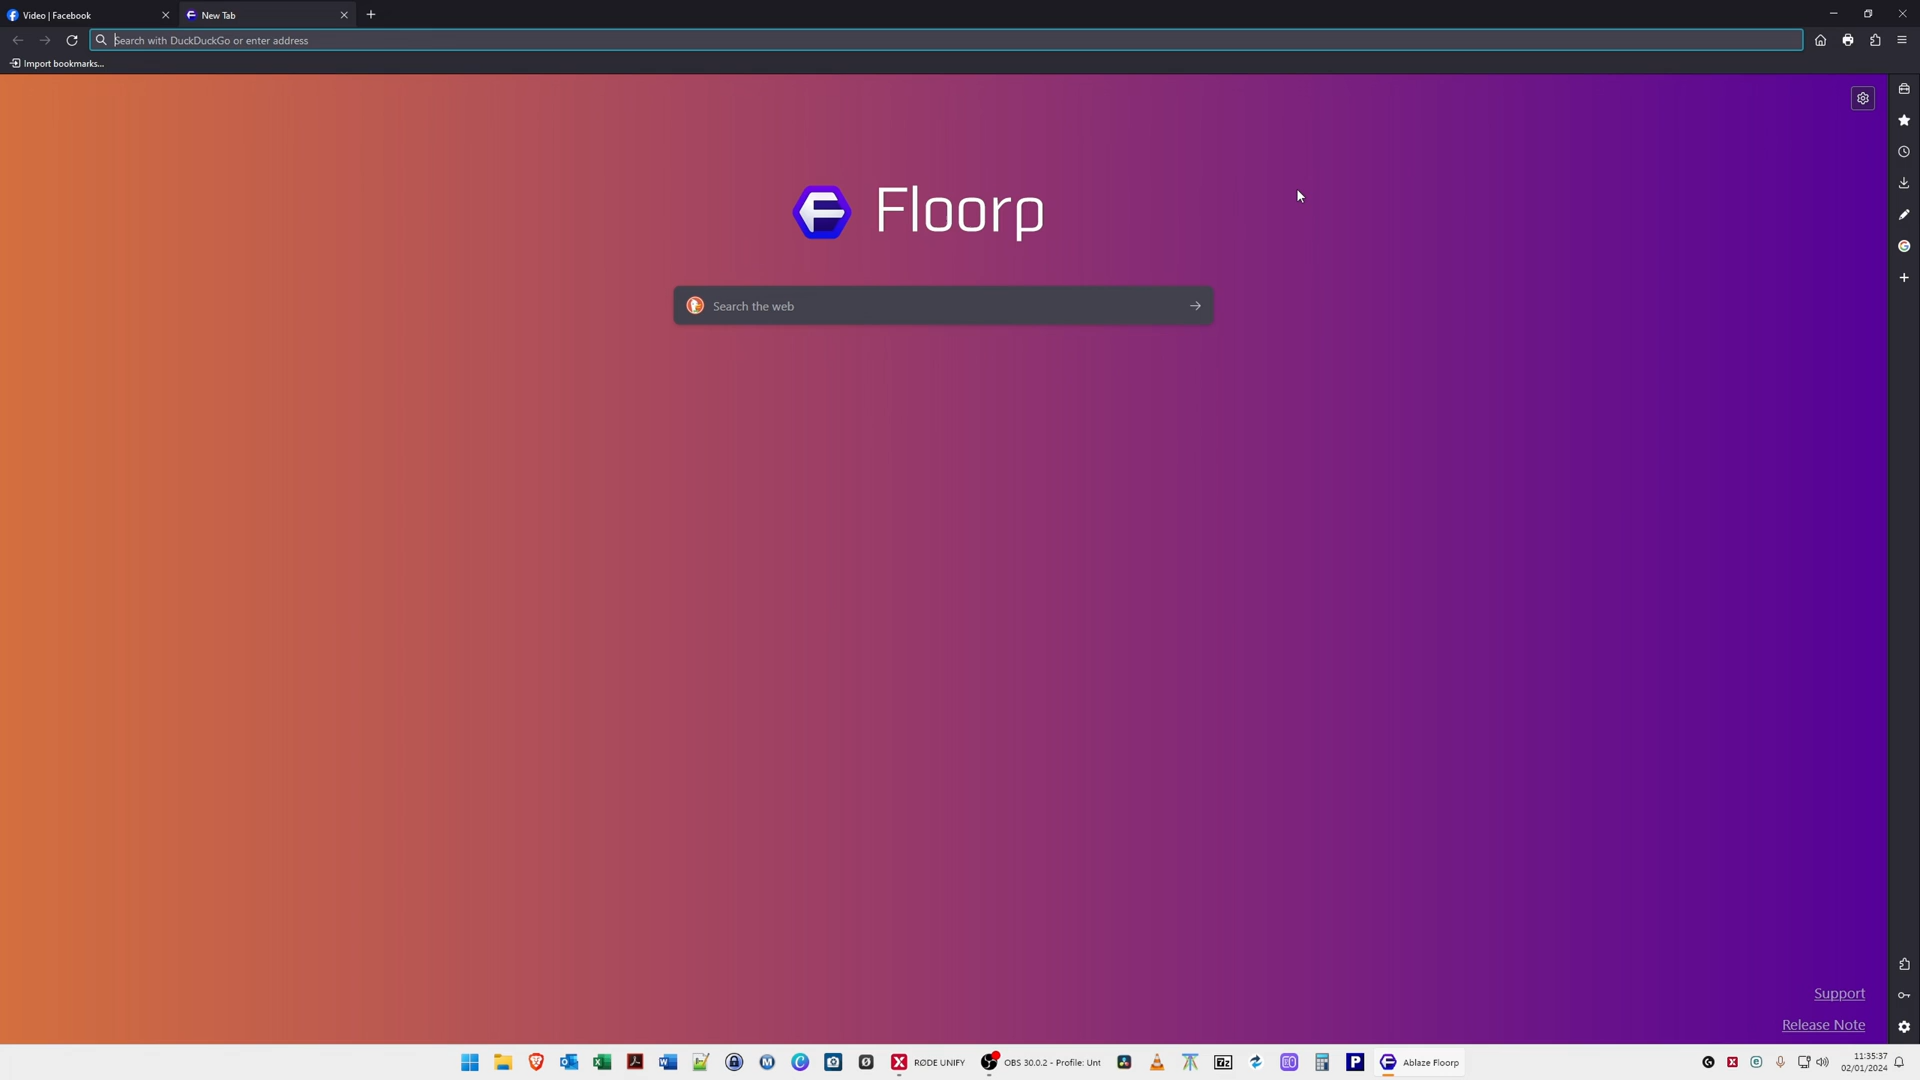 Video | Facebook
New Tab
Search with DuckDuckGo or enter address
Import bookmarks...
Floorp
Search the web
Support
Release Note
RØDE UNIFY
OBS 30.0.2 - Profile: Unt
Ablaze Floorp
11:35:37
02/01/2024